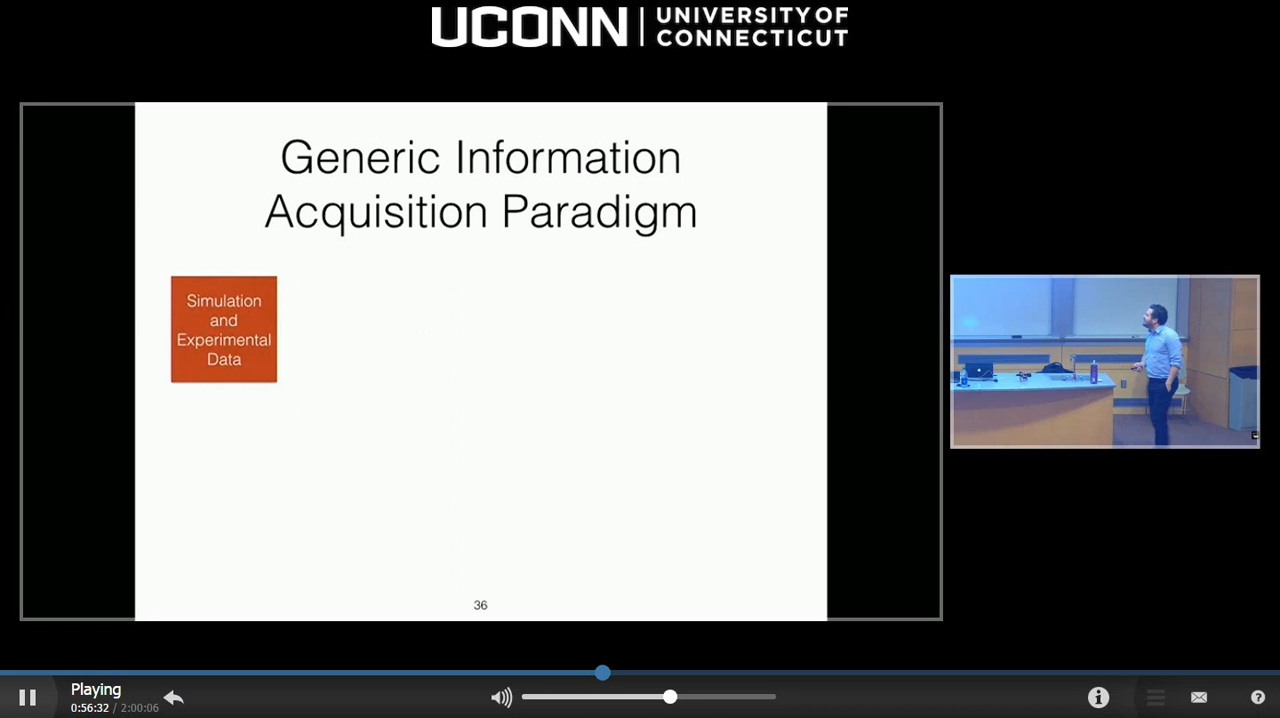 UCONN
UNIVERSITY OF
CONNECTICUT
Generic Information
Acquisition Paradigm
Simulation
and
Experimental
Data
36
Playing
0:56:32 / 2:00:06